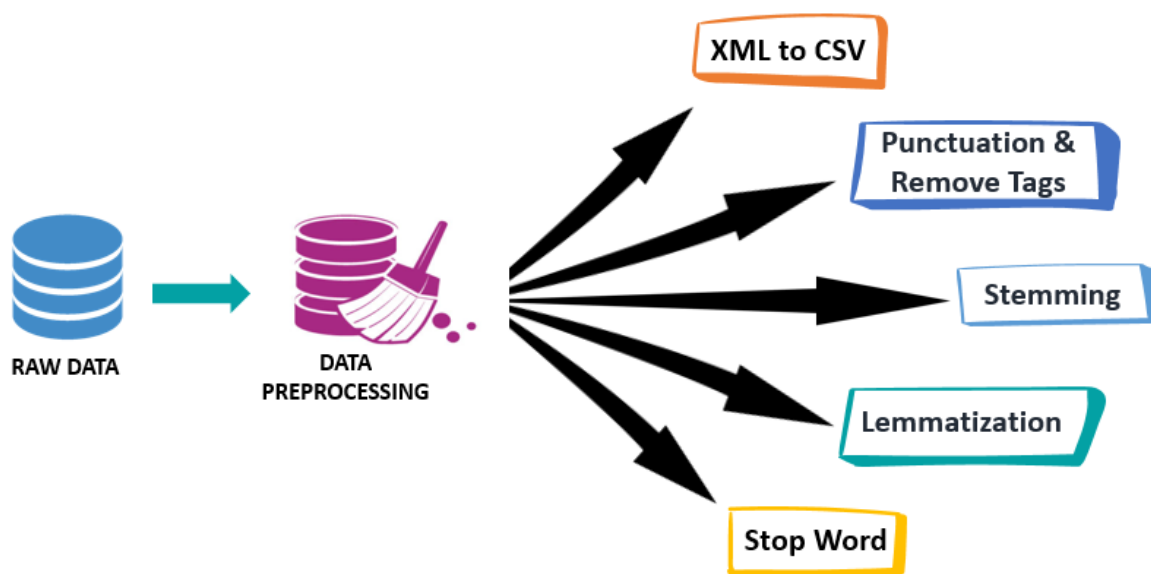 RAW DATA
DATA
PREPROCESSING
XML to CSV
Punctuation &
Remove Tags
Stemming
Lemmatization
Stop Word